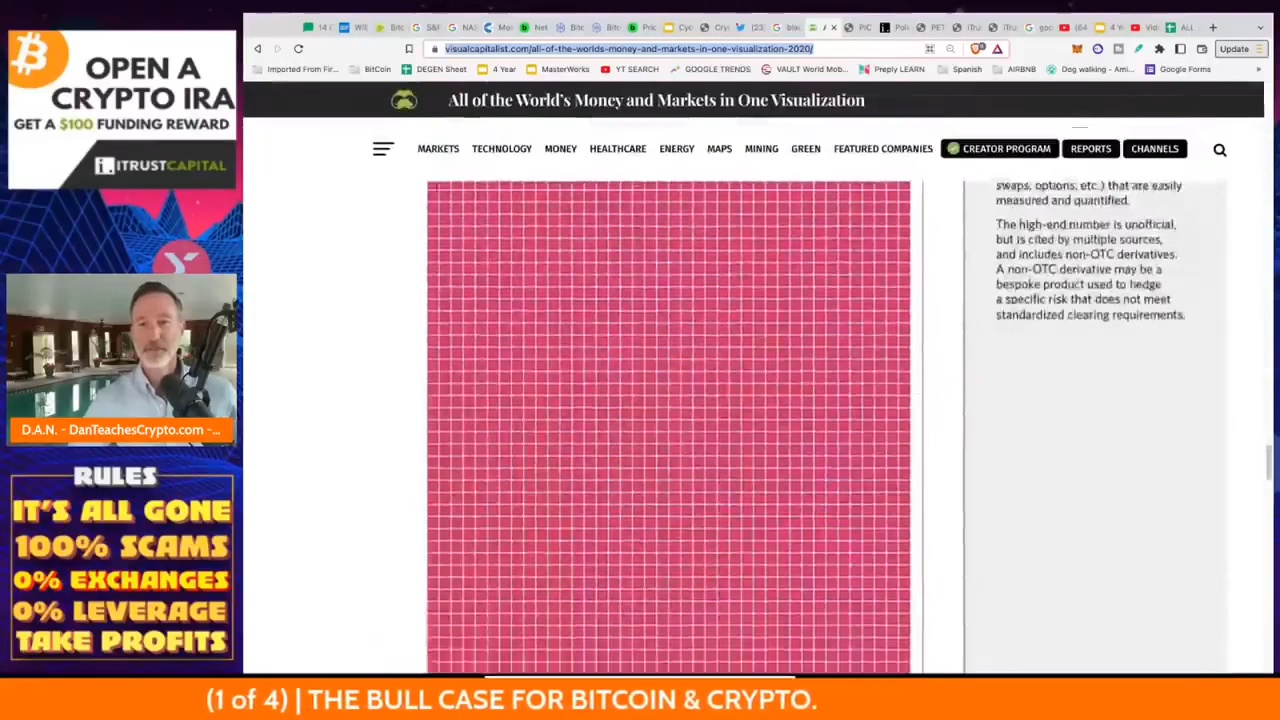 OPEN A
CRYPTO IRA
GET A $100 FUNDING REWARD
i. ITRUSTCAPITAL
D.A.N. - DanTeachesCrypto.com -...
RULES
IT'S ALL GONE
100% SCAMS
0% EXCHANGES
0% LEVERAGE
TAKE PROFITS
visualcapitalist.com/all-of-the-worlds-money-and-markets-in-one-visualization-2020/
Update
Imported From Fir... BitCoin DEGEN Sheet 4 Year MasterWorks YT SEARCH GOOGLE TRENDS VAULT World Mob... Preply LEARN Spanish AIRBNB Dog walking - Ami... Google Forms »
All of the World's Money and Markets in One Visualization
MARKETS TECHNOLOGY MONEY HEALTHCARE ENERGY MAPS MINING GREEN FEATURED COMPANIES CREATOR PROGRAM REPORTS CHANNELS
swaps, options, etc.) that are easily
measured and quantified.
The high-end number is unofficial,
but is cited by multiple sources,
and includes non-OTC derivatives.
A non-OTC derivative may be a
bespoke product used to hedge
a specific risk that does not meet
standardized clearing requirements.
(1 of 4) | THE BULL CASE FOR BITCOIN & CRYPTO.